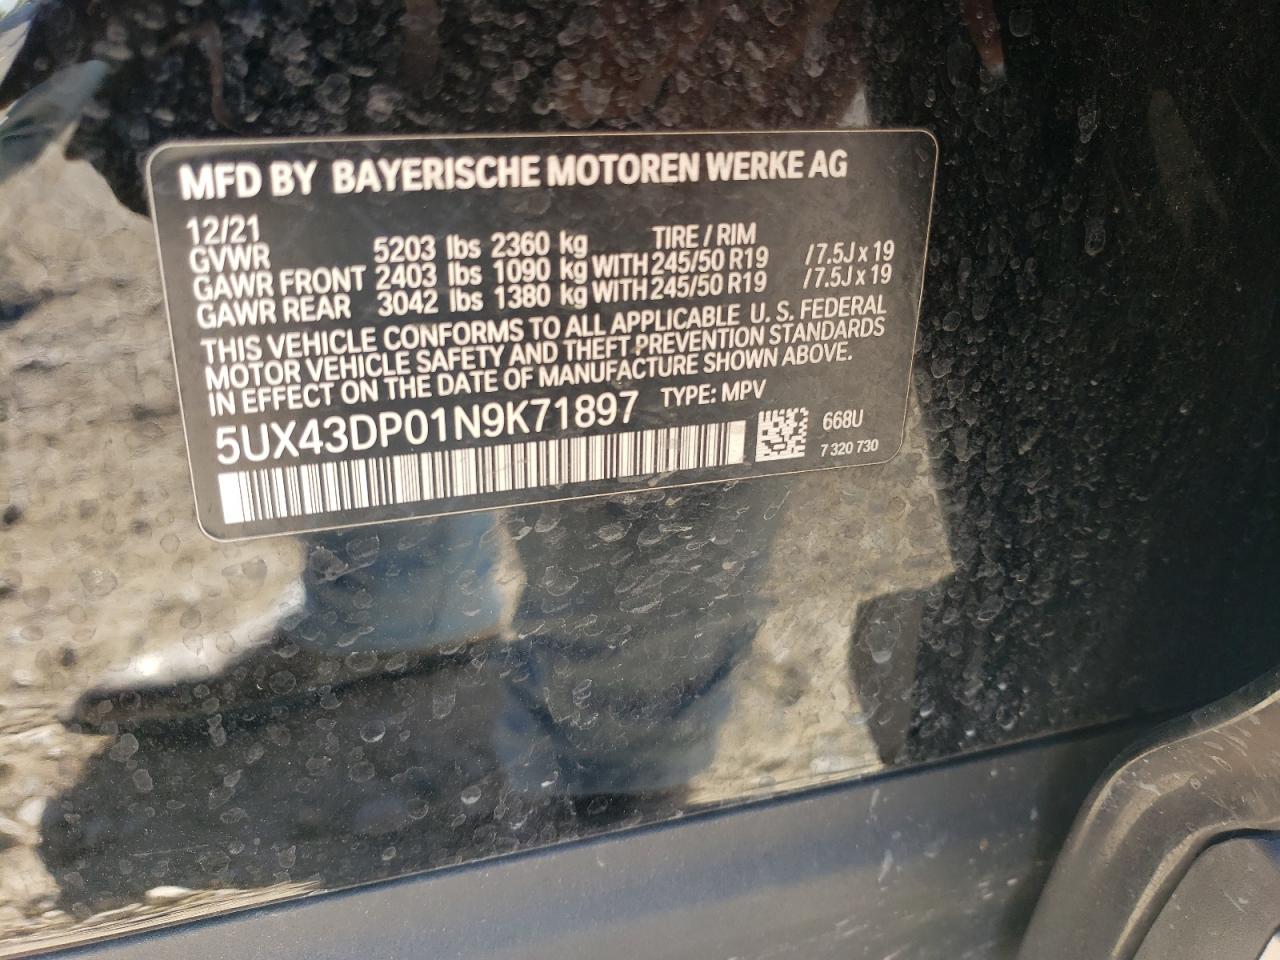 MFD BY BAYERISCHE MOTOREN WERKE AG
12/21 TIRE / RIM
GVWR 5203 lbs 2360 kg
GAWR FRONT 2403 lbs 1090 kg WITH 245/50 R19 / 7.5J x 19
GAWR REAR 3042 lbs 1380 kg WITH 245/50 R19 / 7.5J x 19
THIS VEHICLE CONFORMS TO ALL APPLICABLE U. S. FEDERAL
MOTOR VEHICLE SAFETY AND THEFT PREVENTION STANDARDS
IN EFFECT ON THE DATE OF MANUFACTURE SHOWN ABOVE.
5UX43DP01N9K71897 TYPE: MPV
668U
7 320 730